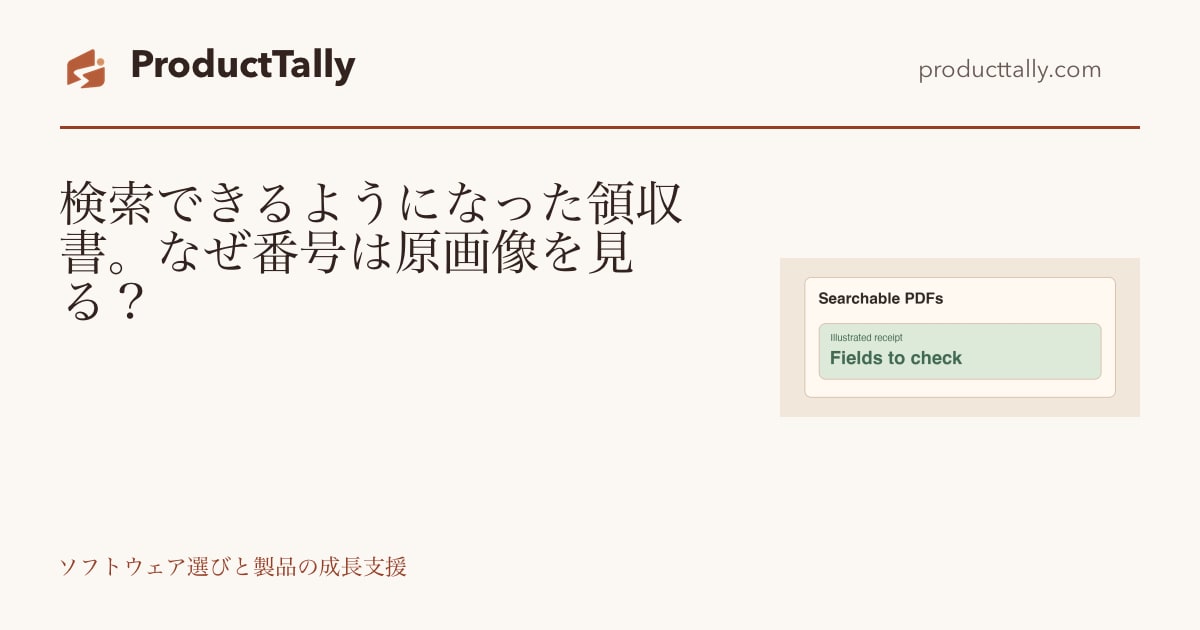 ProductTally
producttally.com
検索できるようになった領収
書。なぜ番号は原画像を見
る？
Searchable PDFs
Illustrated receipt
Fields to check
ソフトウェア選びと製品の成長支援